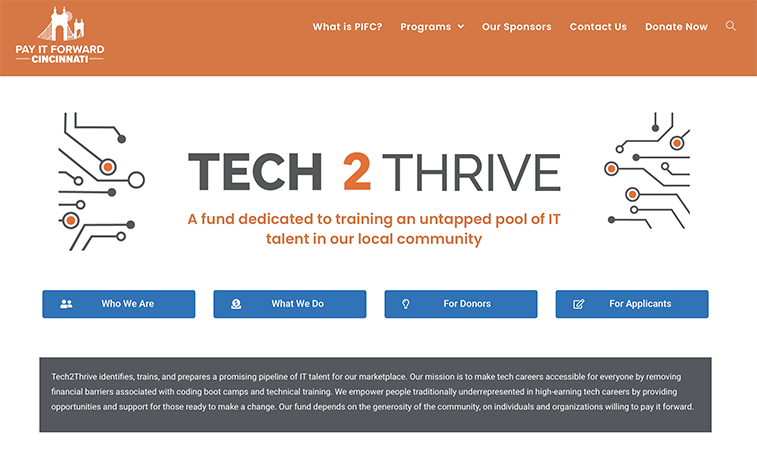 PAY IT FORWARD
CINCINNATI
What is PIFC? Programs Our Sponsors Contact Us Donate Now
TECH 2 THRIVE
A fund dedicated to training an untapped pool of IT
talent in our local community
Who We Are What We Do For Donors For Applicants
Tech2Thrive identifies, trains, and prepares a promising pipeline of IT talent for our marketplace. Our mission is to make tech careers accessible for everyone by removing
financial barriers associated with coding boot camps and technical training. We empower people traditionally underrepresented in high-earning tech careers by providing
opportunities and support for those ready to make a change. Our fund depends on the generosity of the community, on individuals and organizations willing to pay it forward.